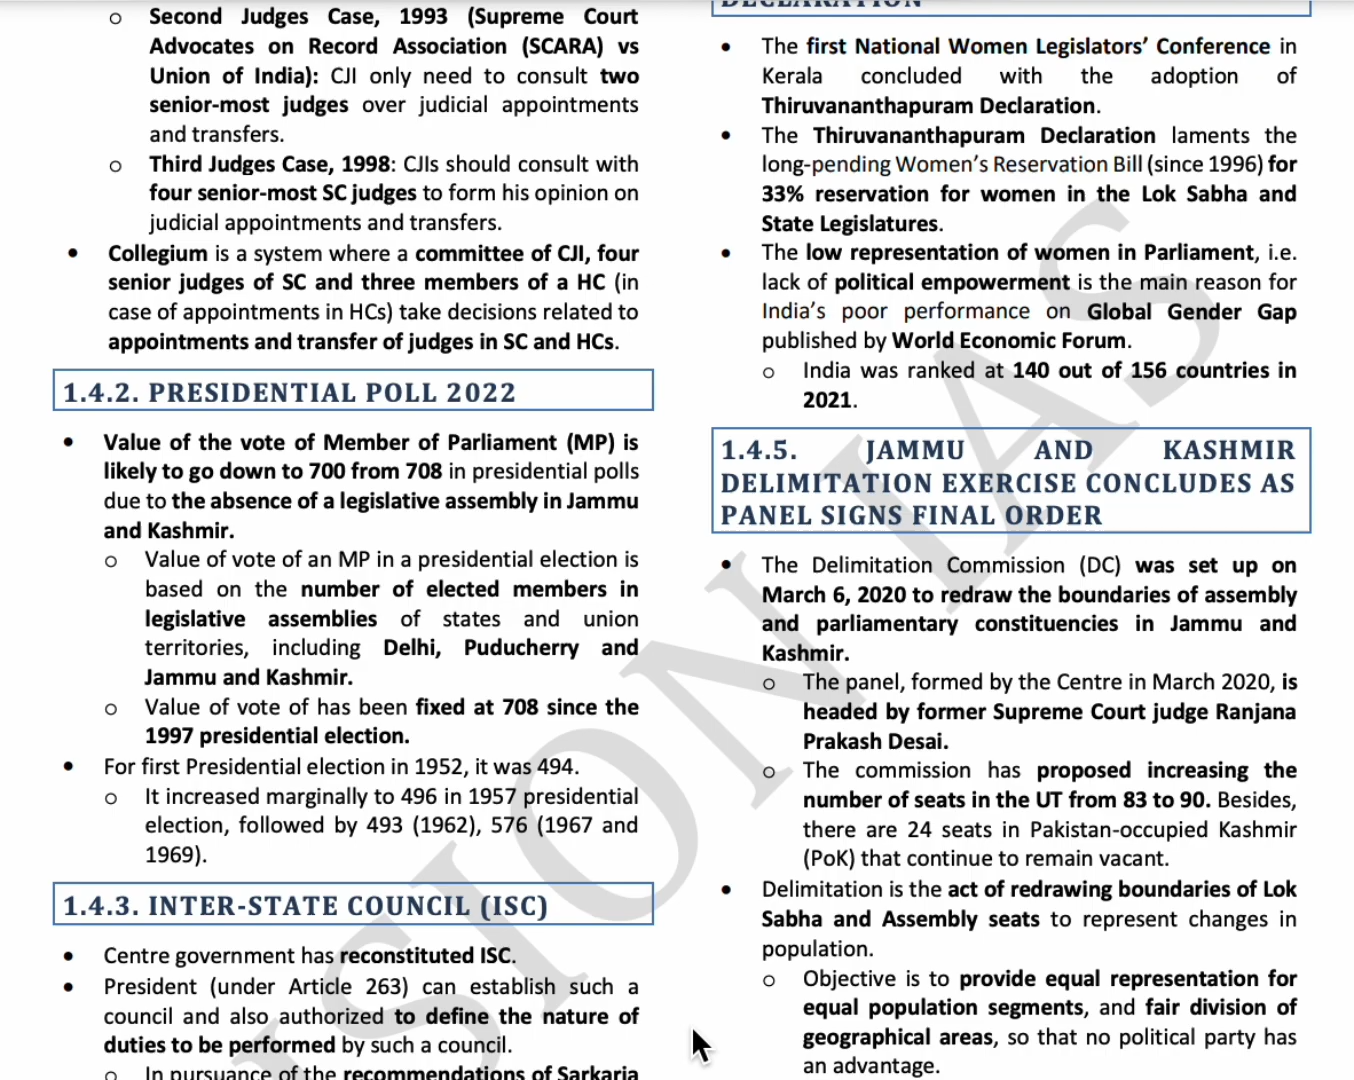 o Second Judges Case, 1993 (Supreme Court
Advocates on Record Association (SCARA) vs
Union of India): CJI only need to consult two
senior-most judges over judicial appointments
and transfers.
o Third Judges Case, 1998: CJIs should consult with
four senior-most SC judges to form his opinion on
judicial appointments and transfers.
• Collegium is a system where a committee of CJI, four
senior judges of SC and three members of a HC (in
case of appointments in HCs) take decisions related to
appointments and transfer of judges in SC and HCs.
1.4.2. PRESIDENTIAL POLL 2022
• Value of the vote of Member of Parliament (MP) is
likely to go down to 700 from 708 in presidential polls
due to the absence of a legislative assembly in Jammu
and Kashmir.
o Value of vote of an MP in a presidential election is
based on the number of elected members in
legislative assemblies of states and union
territories, including Delhi, Puducherry and
Jammu and Kashmir.
o Value of vote of has been fixed at 708 since the
1997 presidential election.
• For first Presidential election in 1952, it was 494.
o It increased marginally to 496 in 1957 presidential
election, followed by 493 (1962), 576 (1967 and
1969).
1.4.3. INTER-STATE COUNCIL (ISC)
• Centre government has reconstituted ISC.
• President (under Article 263) can establish such a
council and also authorized to define the nature of
duties to be performed by such a council.
o In pursuance of the recommendations of Sarkaria
DECLARATION
• The first National Women Legislators' Conference in
Kerala concluded with the adoption of
Thiruvananthapuram Declaration.
• The Thiruvananthapuram Declaration laments the
long-pending Women's Reservation Bill (since 1996) for
33% reservation for women in the Lok Sabha and
State Legislatures.
• The low representation of women in Parliament, i.e.
lack of political empowerment is the main reason for
India's poor performance on Global Gender Gap
published by World Economic Forum.
o India was ranked at 140 out of 156 countries in
2021.
1.4.5. JAMMU AND KASHMIR
DELIMITATION EXERCISE CONCLUDES AS
PANEL SIGNS FINAL ORDER
• The Delimitation Commission (DC) was set up on
March 6, 2020 to redraw the boundaries of assembly
and parliamentary constituencies in Jammu and
Kashmir.
o The panel, formed by the Centre in March 2020, is
headed by former Supreme Court judge Ranjana
Prakash Desai.
o The commission has proposed increasing the
number of seats in the UT from 83 to 90. Besides,
there are 24 seats in Pakistan-occupied Kashmir
(PoK) that continue to remain vacant.
• Delimitation is the act of redrawing boundaries of Lok
Sabha and Assembly seats to represent changes in
population.
o Objective is to provide equal representation for
equal population segments, and fair division of
geographical areas, so that no political party has
an advantage.
ISION IAS